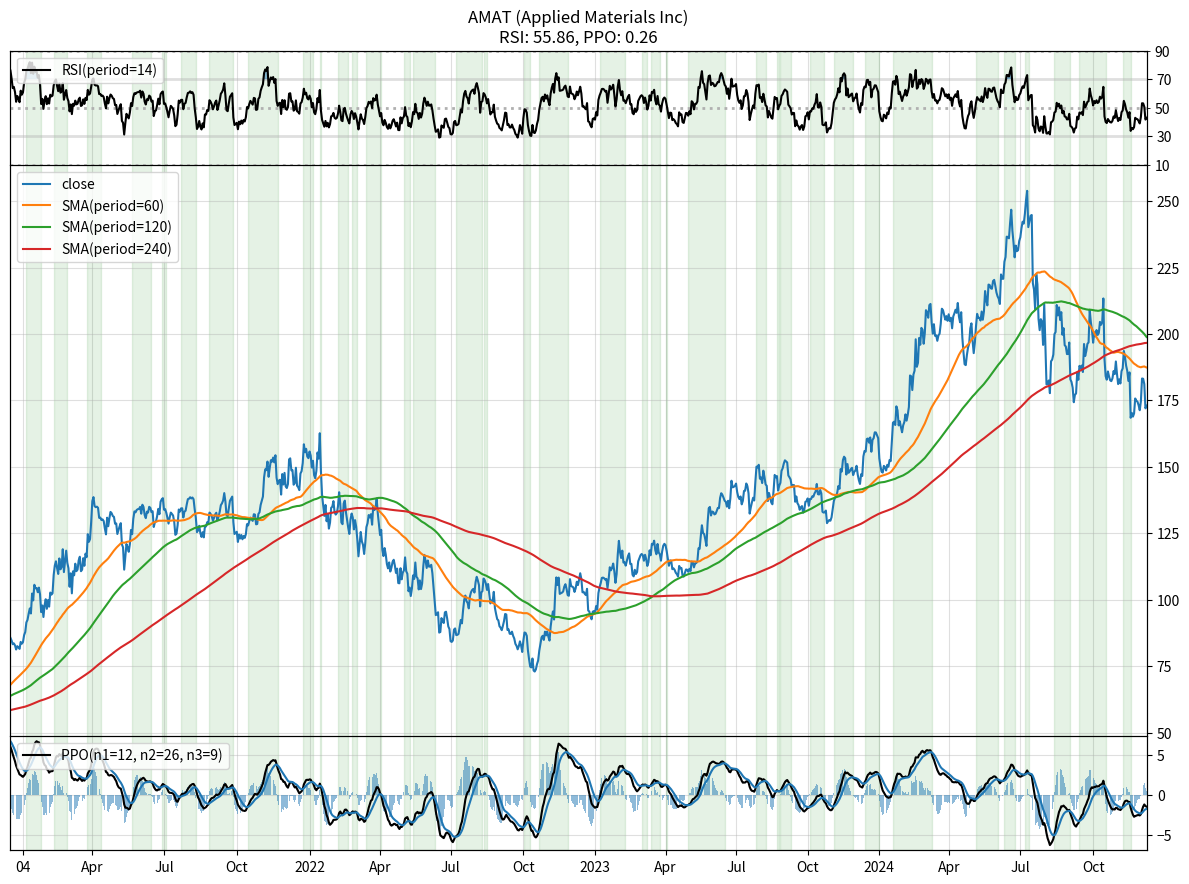 AMAT (Applied Materials Inc)
RSI: 55.86, PPO: 0.26
RSI(period=14)
90
70
50
30
10
close
SMA(period=60)
SMA(period=120)
SMA(period=240)
250
225
200
175
150
125
100
75
50
PPO(n1=12, n2=26, n3=9)
5
0
−5
04 Apr Jul Oct 2022 Apr Jul Oct 2023 Apr Jul Oct 2024 Apr Jul Oct